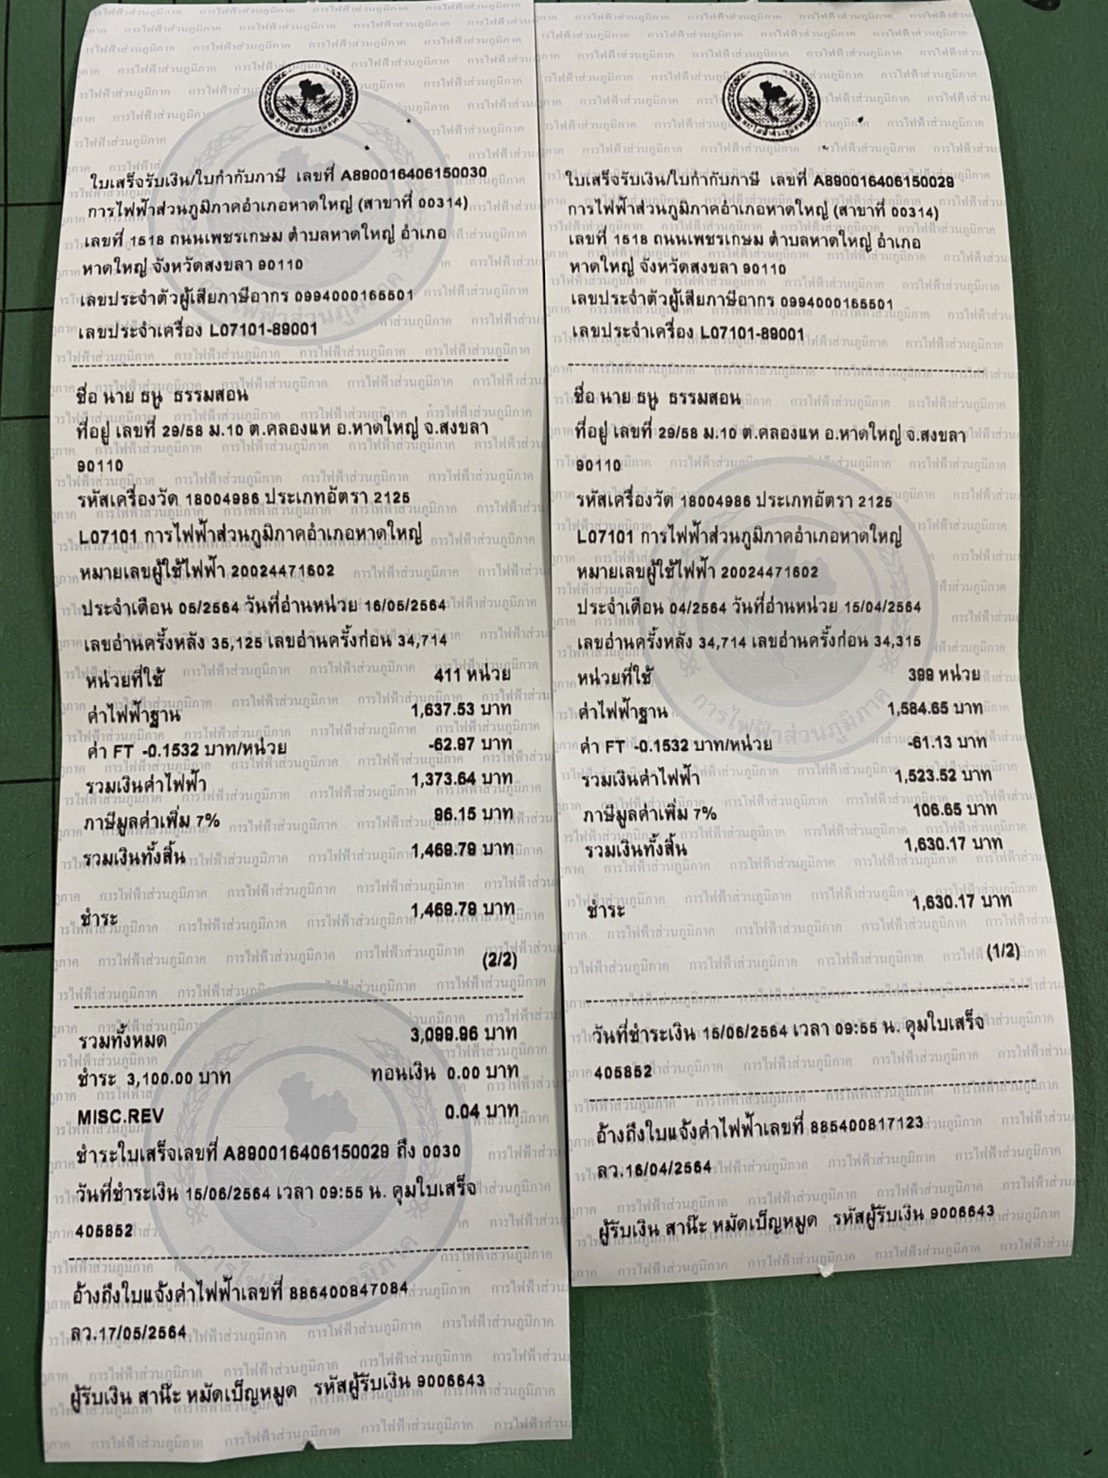 ใบเสร็จรับเงิน/ใบกำกับภาษี เลขที่ A890016406150030
การไฟฟ้าส่วนภูมิภาคอำเภอหาดใหญ่ (สาขาที่ 00314)
เลขที่ 1518 ถนนเพชรเกษม ตำบลหาดใหญ่ อำเภอ
หาดใหญ่ จังหวัดสงขลา 90110
เลขประจำตัวผู้เสียภาษีอากร 0994000165501
เลขประจำเครื่อง L07101-89001
ชื่อ นาย ธนู ธรรมสอน
ที่อยู่ เลขที่ 29/58 ม.10 ต.คลองแห อ.หาดใหญ่ จ.สงขลา
90110
รหัสเครื่องวัด 18004986 ประเภทอัตรา 2125
L07101 การไฟฟ้าส่วนภูมิภาคอำเภอหาดใหญ่
หมายเลขผู้ใช้ไฟฟ้า 20024471602
ประจำเดือน 05/2564 วันที่อ่านหน่วย 16/05/2564
เลขอ่านครั้งหลัง 35,125 เลขอ่านครั้งก่อน 34,714
หน่วยที่ใช้ 411 หน่วย
ค่าไฟฟ้าฐาน 1,637.53 บาท
ค่า FT -0.1532 บาท/หน่วย -62.97 บาท
รวมเงินค่าไฟฟ้า 1,373.64 บาท
ภาษีมูลค่าเพิ่ม 7% 96.15 บาท
รวมเงินทั้งสิ้น 1,469.79 บาท
ชำระ 1,469.79 บาท
(2/2)
รวมทั้งหมด 3,099.96 บาท
ชำระ 3,100.00 บาท ทอนเงิน 0.00 บาท
MISC.REV 0.04 บาท
ชำระใบเสร็จเลขที่ A890016406150029 ถึง 0030
วันที่ชำระเงิน 15/06/2564 เวลา 09:55 น. คุมใบเสร็จ
405852
อ้างถึงใบแจ้งค่าไฟฟ้าเลขที่ 886400847084
ลว.17/05/2564
ผู้รับเงิน สาน๊ะ หมัดเบ็ญหมูด รหัสผู้รับเงิน 9006643
ใบเสร็จรับเงิน/ใบกำกับภาษี เลขที่ A890016406150029
การไฟฟ้าส่วนภูมิภาคอำเภอหาดใหญ่ (สาขาที่ 00314)
เลขที่ 1518 ถนนเพชรเกษม ตำบลหาดใหญ่ อำเภอ
หาดใหญ่ จังหวัดสงขลา 90110
เลขประจำตัวผู้เสียภาษีอากร 0994000165501
เลขประจำเครื่อง L07101-89001
ชื่อ นาย ธนู ธรรมสอน
ที่อยู่ เลขที่ 29/58 ม.10 ต.คลองแห อ.หาดใหญ่ จ.สงขลา
90110
รหัสเครื่องวัด 18004986 ประเภทอัตรา 2125
L07101 การไฟฟ้าส่วนภูมิภาคอำเภอหาดใหญ่
หมายเลขผู้ใช้ไฟฟ้า 20024471602
ประจำเดือน 04/2564 วันที่อ่านหน่วย 15/04/2564
เลขอ่านครั้งหลัง 34,714 เลขอ่านครั้งก่อน 34,315
หน่วยที่ใช้ 399 หน่วย
ค่าไฟฟ้าฐาน 1,584.65 บาท
ค่า FT -0.1532 บาท/หน่วย -61.13 บาท
รวมเงินค่าไฟฟ้า 1,523.52 บาท
ภาษีมูลค่าเพิ่ม 7% 106.65 บาท
รวมเงินทั้งสิ้น 1,630.17 บาท
ชำระ 1,630.17 บาท
(1/2)
วันที่ชำระเงิน 15/06/2564 เวลา 09:55 น. คุมใบเสร็จ
405852
อ้างถึงใบแจ้งค่าไฟฟ้าเลขที่ 885400817123
ลว.16/04/2564
ผู้รับเงิน สาน๊ะ หมัดเบ็ญหมูด รหัสผู้รับเงิน 9006643